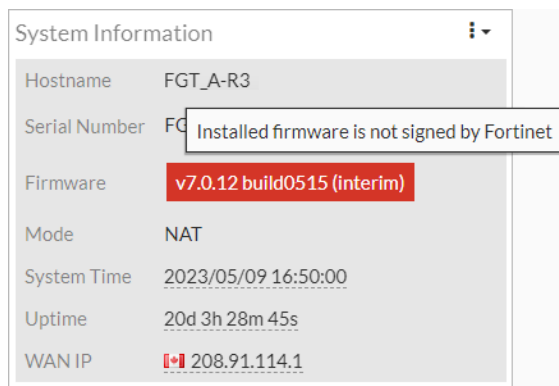 System Information
Hostname FGT_A-R3
Serial Number FG
Installed firmware is not signed by Fortinet
Firmware v7.0.12 build0515 (interim)
Mode NAT
System Time 2023/05/09 16:50:00
Uptime 20d 3h 28m 45s
WAN IP 208.91.114.1